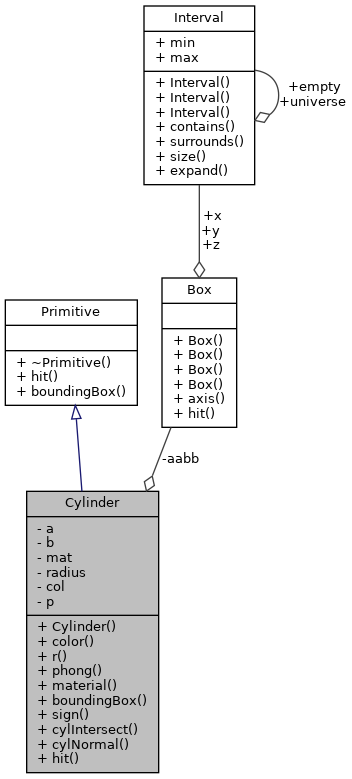 Interval
+ min
+ max
+ Interval()
+ Interval()
+ Interval()
+ contains()
+ surrounds()
+ size()
+ expand()
+empty
+universe
+x
+y
+z
Box
+ Box()
+ Box()
+ Box()
+ Box()
+ axis()
+ hit()
Primitive
+ ~Primitive()
+ hit()
+ boundingBox()
-aabb
Cylinder
- a
- b
- mat
- radius
- col
- p
+ Cylinder()
+ color()
+ r()
+ phong()
+ material()
+ boundingBox()
+ sign()
+ cylIntersect()
+ cylNormal()
+ hit()